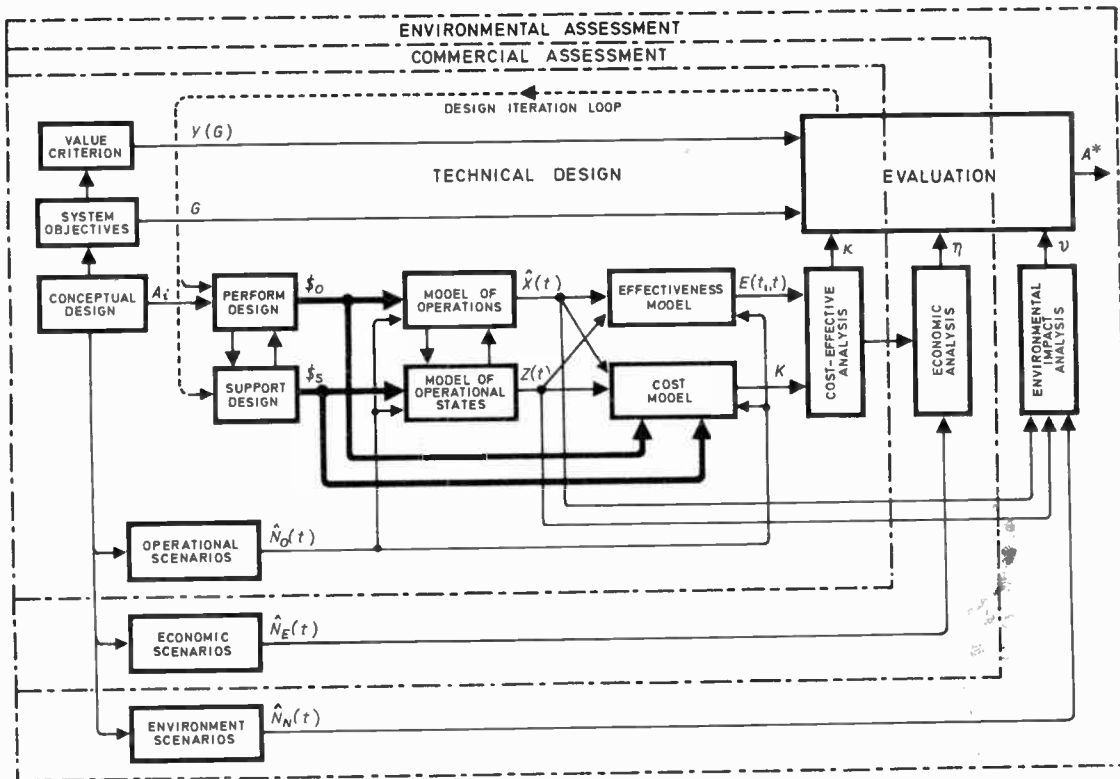 ENVIRONMENTAL ASSESSMENT
COMMERCIAL ASSESSMENT
DESIGN ITERATION LOOP
VALUE
CRITERION
Y(G)
TECHNICAL DESIGN
EVALUATION
A*
SYSTEM
OBJECTIVES
G
κ
η
υ
CONCEPTUAL
DESIGN
Ai
PERFORM
DESIGN
$O
MODEL OF
OPERATIONS
X̂(t)
EFFECTIVENESS
MODEL
E(t₁,t)
SUPPORT
DESIGN
$S
MODEL OF
OPERATIONAL
STATES
Z(t)
COST
MODEL
K
COST-EFFECTIVE
ANALYSIS
ECONOMIC
ANALYSIS
ENVIRONMENTAL
IMPACT
ANALYSIS
OPERATIONAL
SCENARIOS
N̂O(t)
ECONOMIC
SCENARIOS
N̂E(t)
ENVIRONMENT
SCENARIOS
N̂N(t)